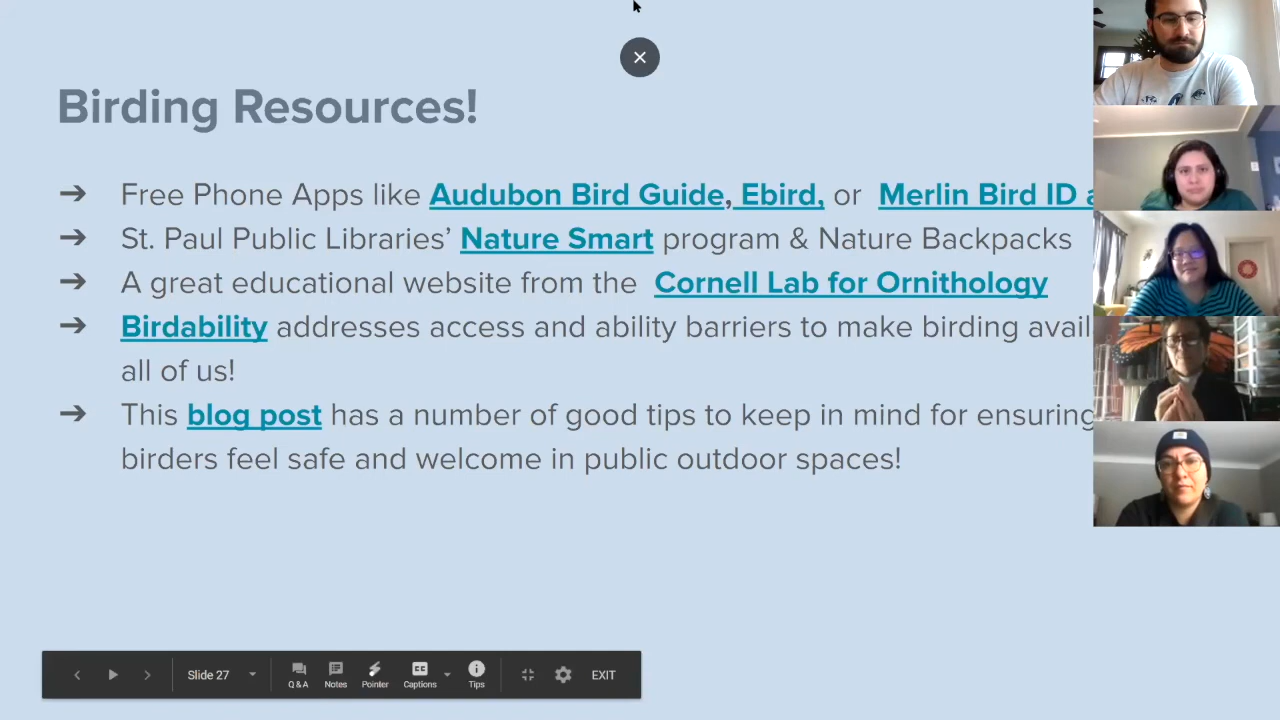 Birding Resources!
➔ Free Phone Apps like Audubon Bird Guide, Ebird, or Merlin Bird ID
➔ St. Paul Public Libraries’ Nature Smart program & Nature Backpacks
➔ A great educational website from the Cornell Lab for Ornithology
➔ Birdability addresses access and ability barriers to make birding avail
all of us!
➔ This blog post has a number of good tips to keep in mind for ensuring
birders feel safe and welcome in public outdoor spaces!
Slide 27 Q & A Notes Pointer Captions Tips EXIT